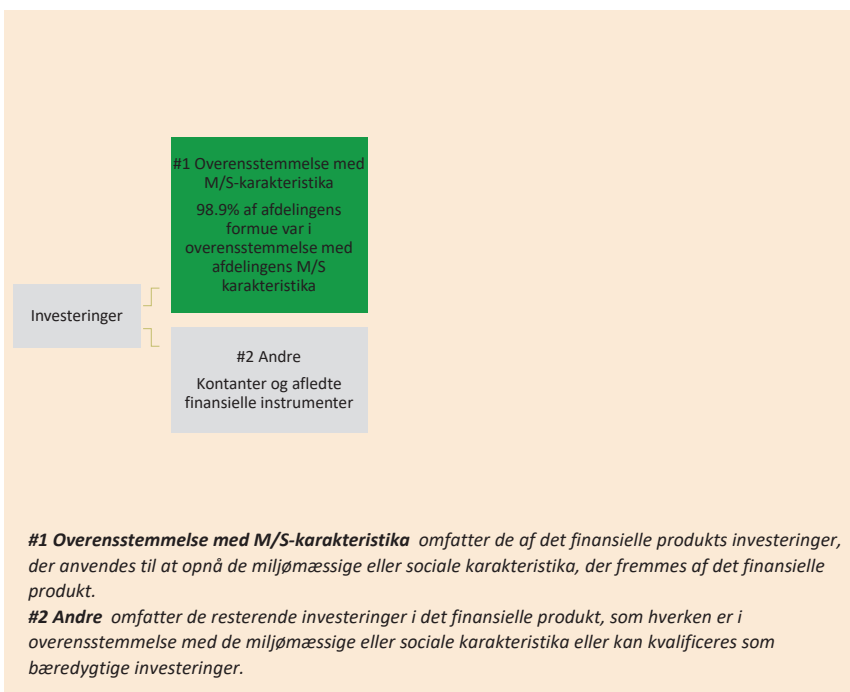 #1 Overensstemmelse med
M/S-karakteristika
98.9% af afdelingens
formue var i
overensstemmelse med
afdelingens M/S
karakteristika
Investeringer
#2 Andre
Kontanter og afledte
finansielle instrumenter
#1 Overensstemmelse med M/S-karakteristika omfatter de af det finansielle produkts investeringer,
der anvendes til at opnå de miljømæssige eller sociale karakteristika, der fremmes af det finansielle
produkt.
#2 Andre omfatter de resterende investeringer i det finansielle produkt, som hverken er i
overensstemmelse med de miljømæssige eller sociale karakteristika eller kan kvalificeres som
bæredygtige investeringer.